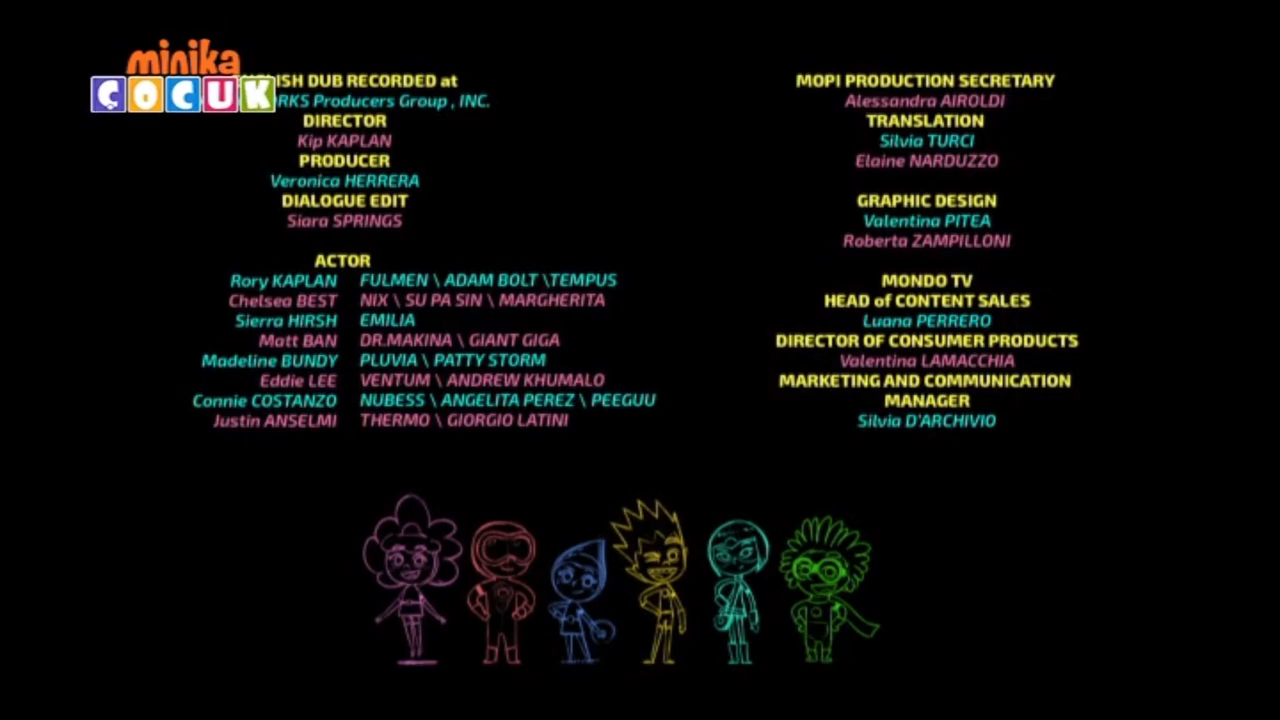 minika
ÇOCUK
ISH DUB RECORDED at
RKS Producers Group , INC.
DIRECTOR
Kip KAPLAN
PRODUCER
Veronica HERRERA
DIALOGUE EDIT
Siara SPRINGS
ACTOR
Rory KAPLAN FULMEN \ ADAM BOLT \TEMPUS
Chelsea BEST NIX \ SU PA SIN \ MARGHERITA
Sierra HIRSH EMILIA
Matt BAN DR.MAKINA \ GIANT GIGA
Madeline BUNDY PLUVIA \ PATTY STORM
Eddie LEE VENTUM \ ANDREW KHUMALO
Connie COSTANZO NUBESS \ ANGELITA PEREZ \ PEEGUU
Justin ANSELMI THERMO \ GIORGIO LATINI
MOPI PRODUCTION SECRETARY
Alessandra AIROLDI
TRANSLATION
Silvia TURCI
Elaine NARDUZZO
GRAPHIC DESIGN
Valentina PITEA
Roberta ZAMPILLONI
MONDO TV
HEAD of CONTENT SALES
Luana PERRERO
DIRECTOR OF CONSUMER PRODUCTS
Valentina LAMACCHIA
MARKETING AND COMMUNICATION
MANAGER
Silvia D'ARCHIVIO